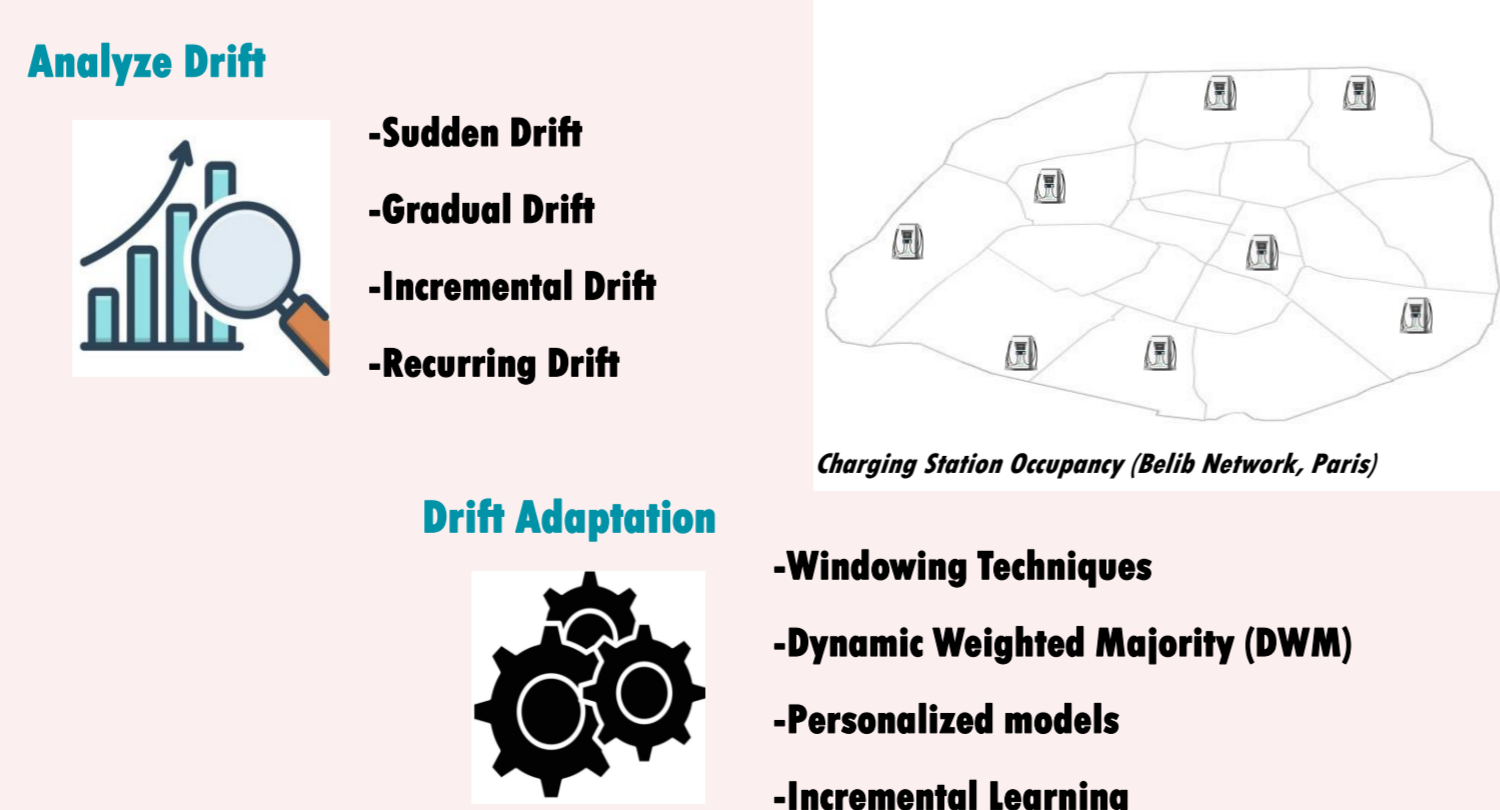 Analyze Drift
-Sudden Drift
-Gradual Drift
-Incremental Drift
-Recurring Drift
Charging Station Occupancy (Belib Network, Paris)
Drift Adaptation
-Windowing Techniques
-Dynamic Weighted Majority (DWM)
-Personalized models
-Incremental Learning